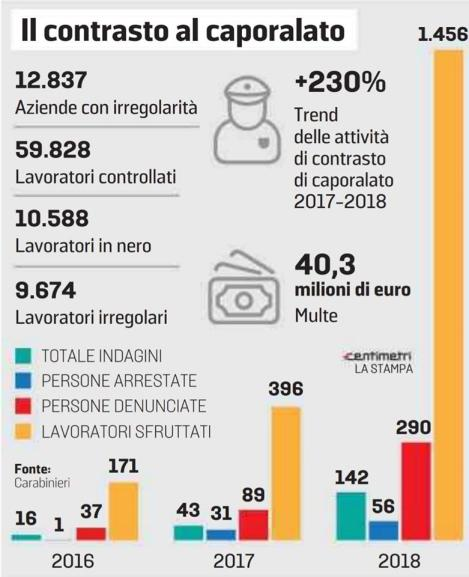 Il contrasto al caporalato
12.837
Aziende con irregolarità
59.828
Lavoratori controllati
10.588
Lavoratori in nero
9.674
Lavoratori irregolari
+230%
Trend
delle attività
di contrasto
di caporalato
2017-2018
40,3
milioni di euro
Multe
TOTALE INDAGINI
PERSONE ARRESTATE
PERSONE DENUNCIATE
LAVORATORI SFRUTTATI
centimetri
LA STAMPA
Fonte:
Carabinieri
16 1 37 171
43 31 89 396
142 56 290 1.456
2016 2017 2018